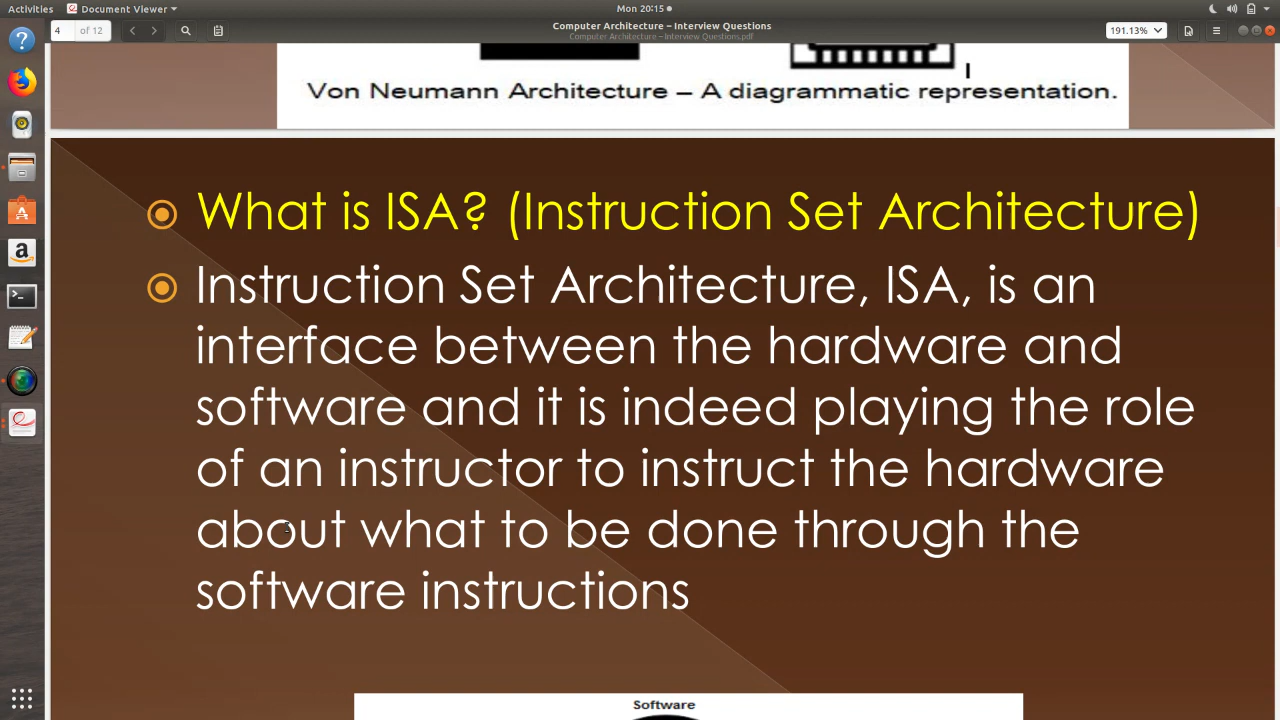 Activities
Document Viewer
Mon 20:15
4
of 12
Computer Architecture – Interview Questions
Computer Architecture – Interview Questions.pdf
191.13%
Von Neumann Architecture – A diagrammatic representation.
What is ISA? (Instruction Set Architecture)
Instruction Set Architecture, ISA, is an
interface between the hardware and
software and it is indeed playing the role
of an instructor to instruct the hardware
about what to be done through the
software instructions
Software